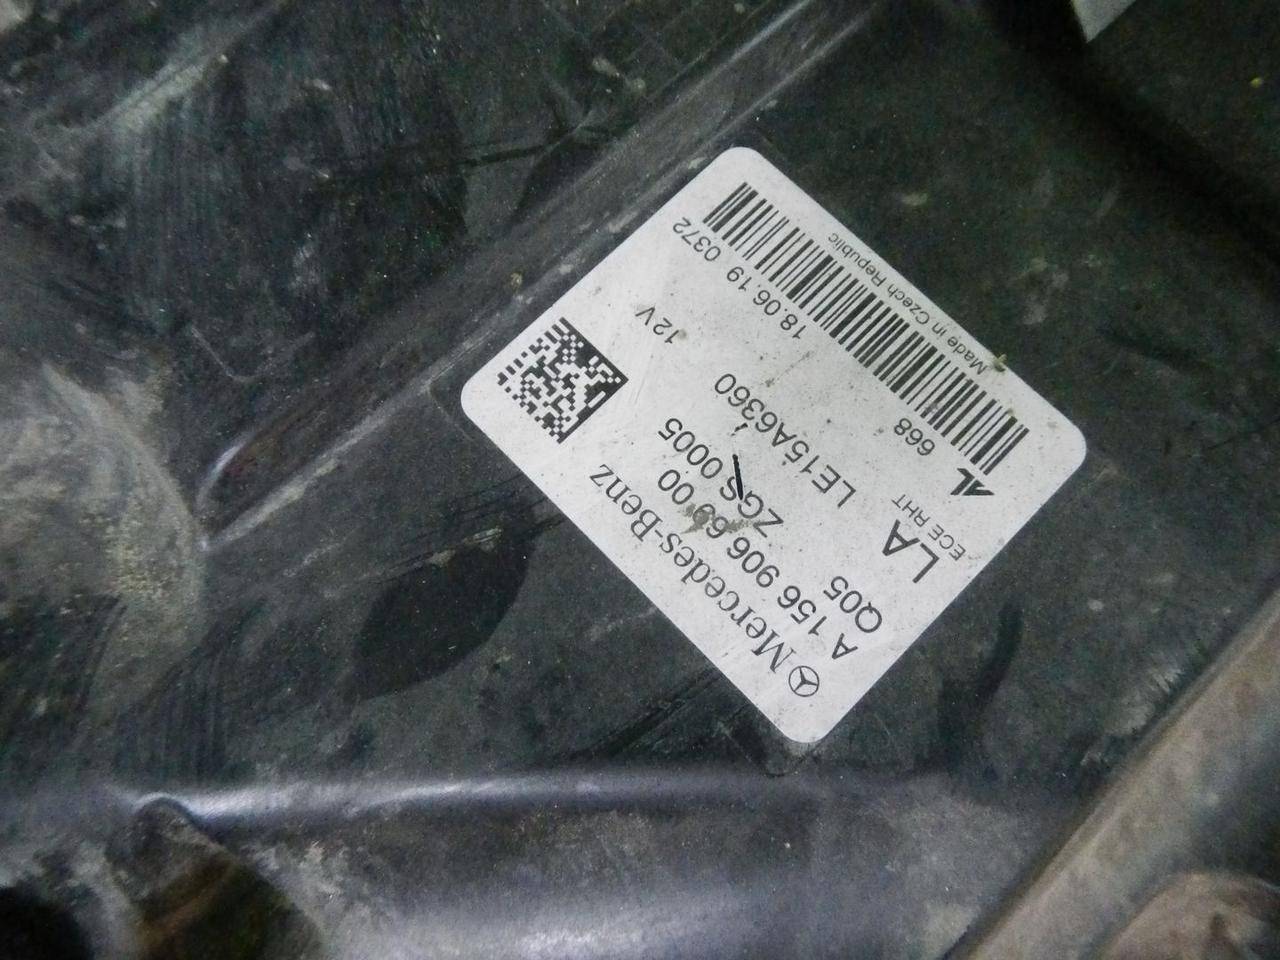 Mercedes-Benz
A 156 906 69 00
Q05 ZGS 0005
LA LE15A6360
ECE RHT
12V
AL 668 18.06.19 0372
Made in Czech Republic